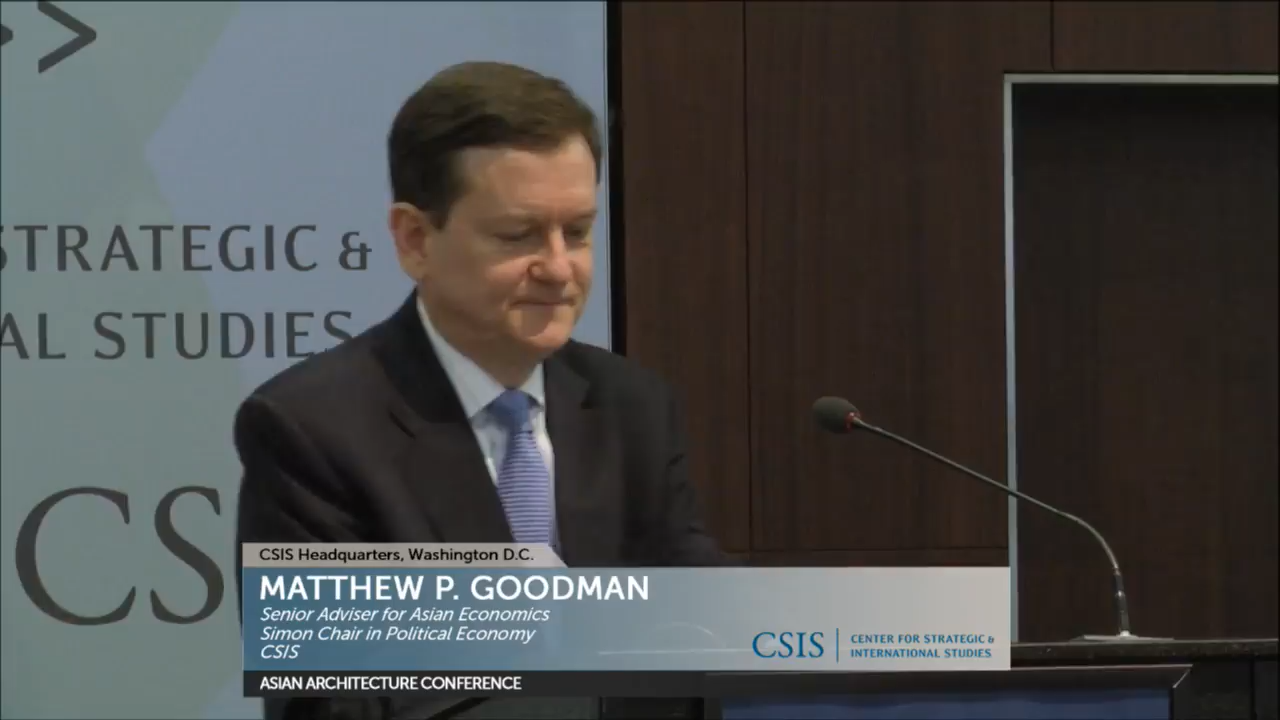 STRATEGIC &
AL STUDIES
CS
CSIS Headquarters, Washington D.C.
MATTHEW P. GOODMAN
Senior Adviser for Asian Economics
Simon Chair in Political Economy
CSIS
CSIS
CENTER FOR STRATEGIC &
INTERNATIONAL STUDIES
ASIAN ARCHITECTURE CONFERENCE